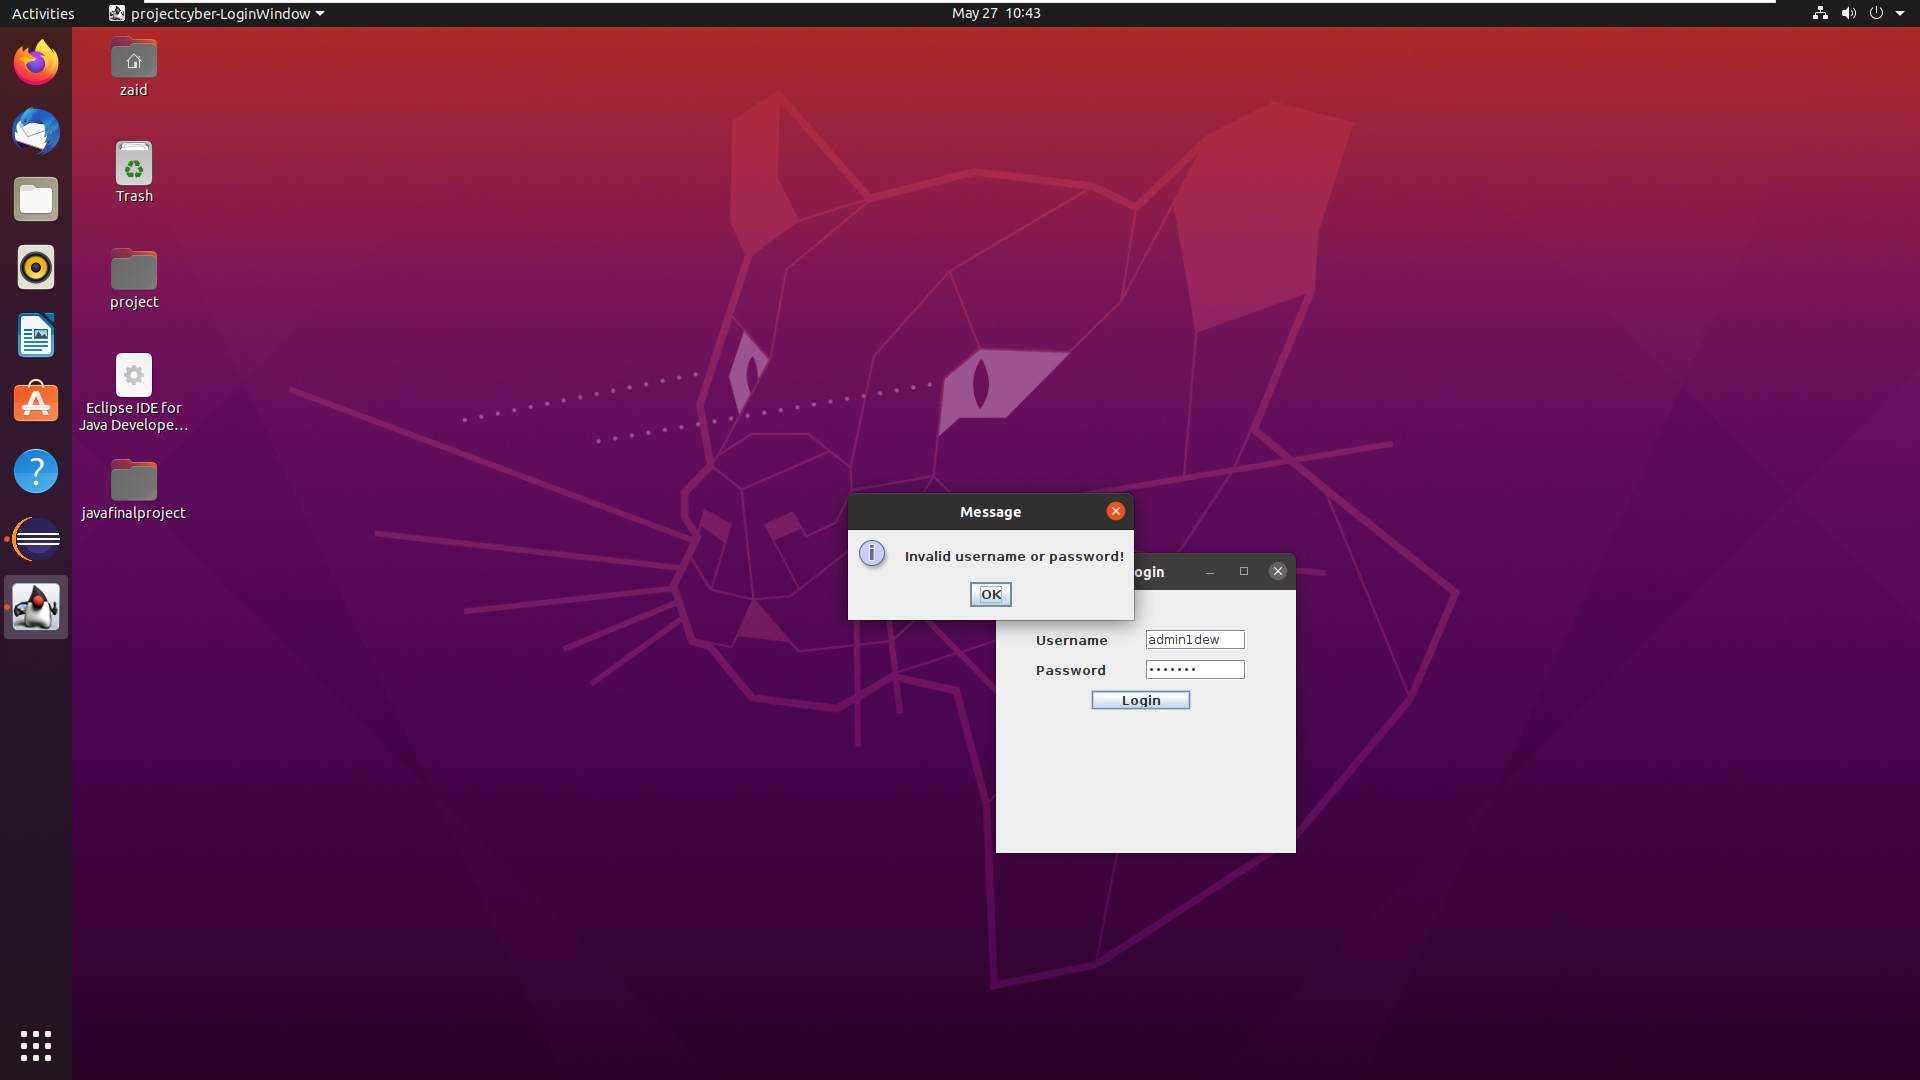 Activities
projectcyber-LoginWindow
May 27 10:43
zaid
Trash
project
Eclipse IDE for
Java Develope…
javafinalproject
Message
Invalid username or password!
OK
ogin
Username
admin1dew
Password
•••••••
Login